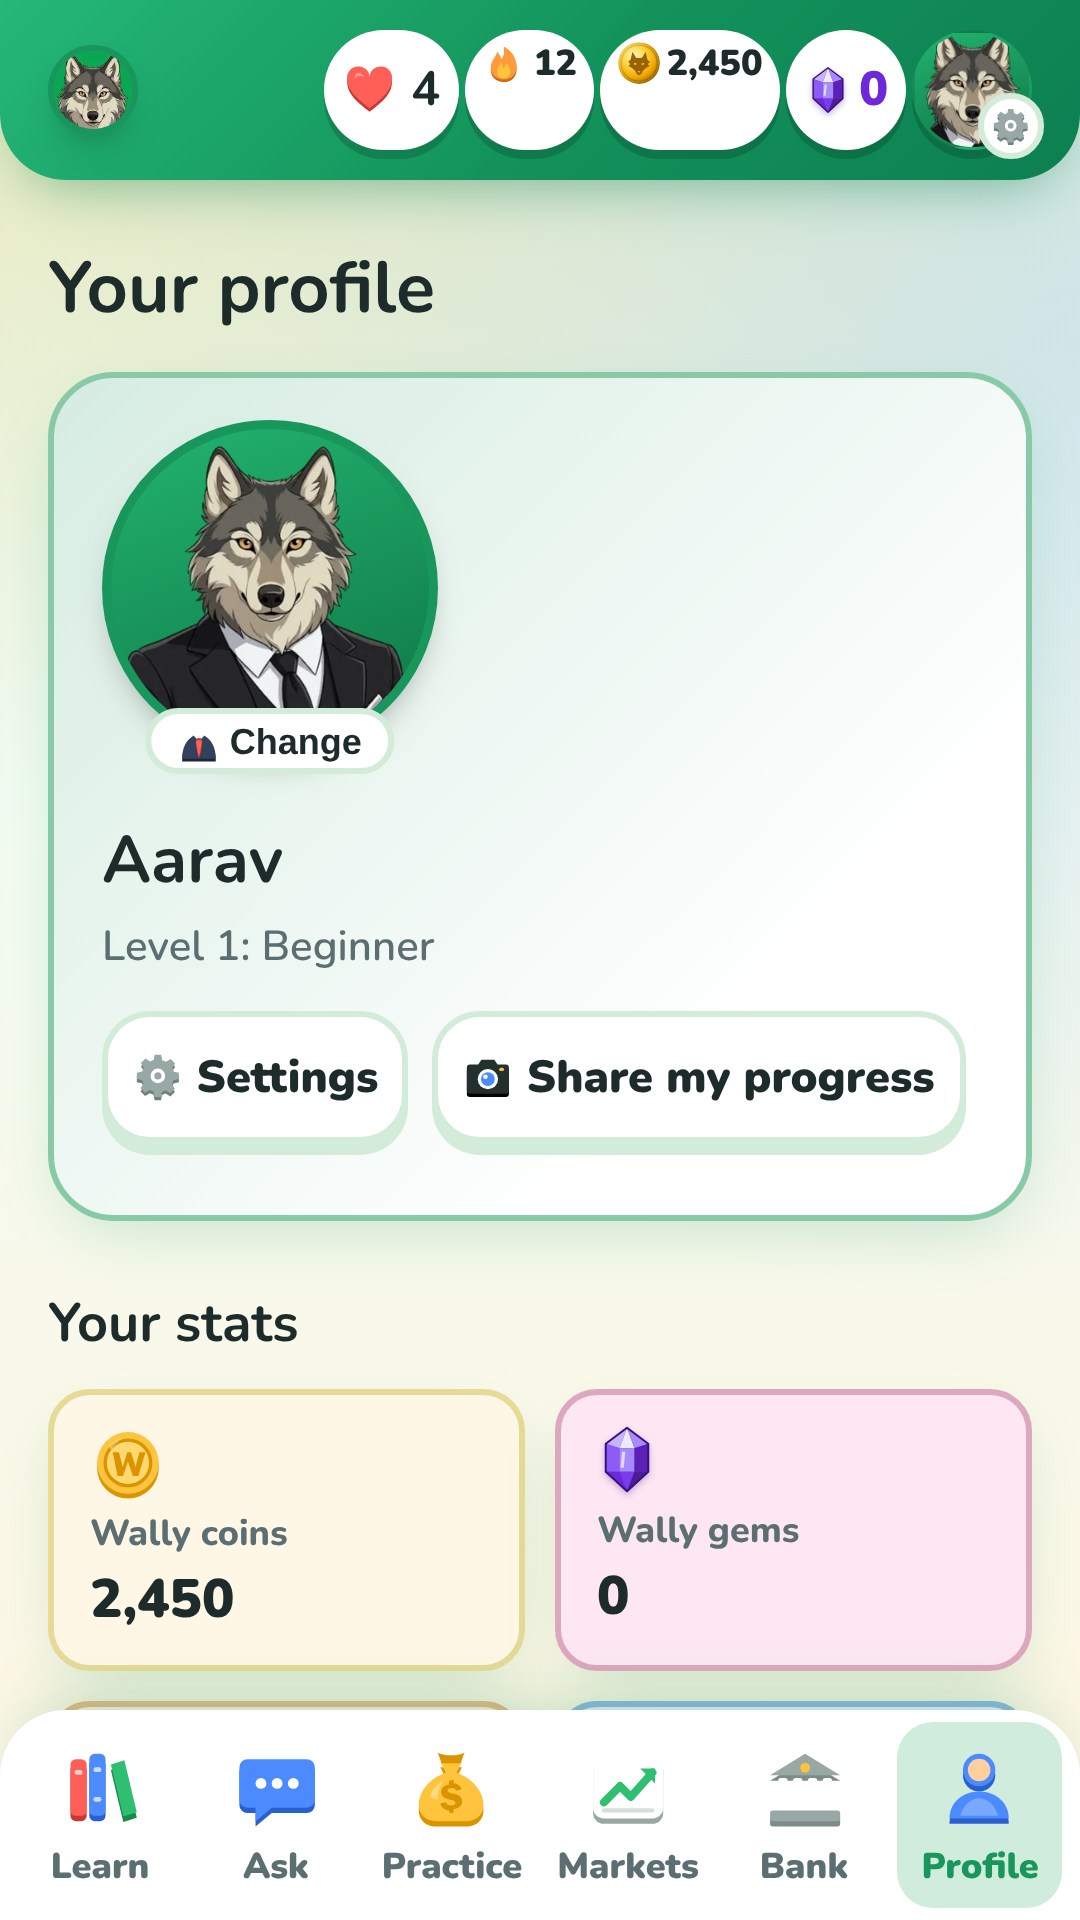 4
12
2,450
0
Your profile
Change
Aarav
Level 1: Beginner
Settings
Share my progress
Your stats
W
Wally coins
2,450
Wally gems
0
$
Learn
Ask
Practice
Markets
Bank
Profile